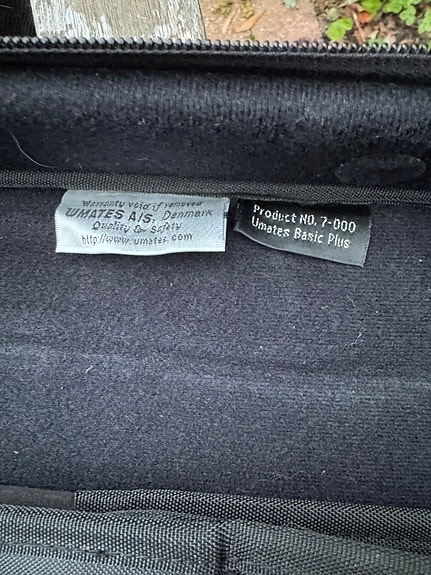 Warranty void if removed
UMATES A/S. Denmark
Quality & Safety
http://www.umates.com
Product NO. 7-000
Umates Basic Plus